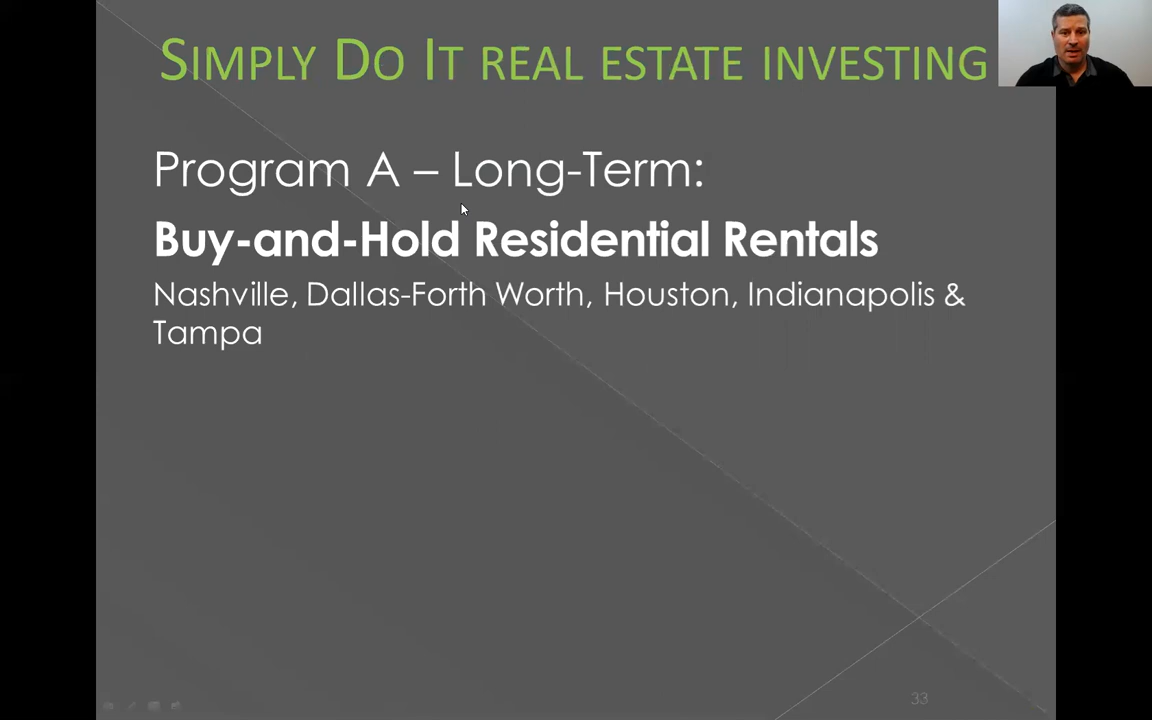 SIMPLY DO IT REAL ESTATE INVESTING
Program A – Long-Term:
Buy-and-Hold Residential Rentals
Nashville, Dallas-Forth Worth, Houston, Indianapolis &
Tampa
33